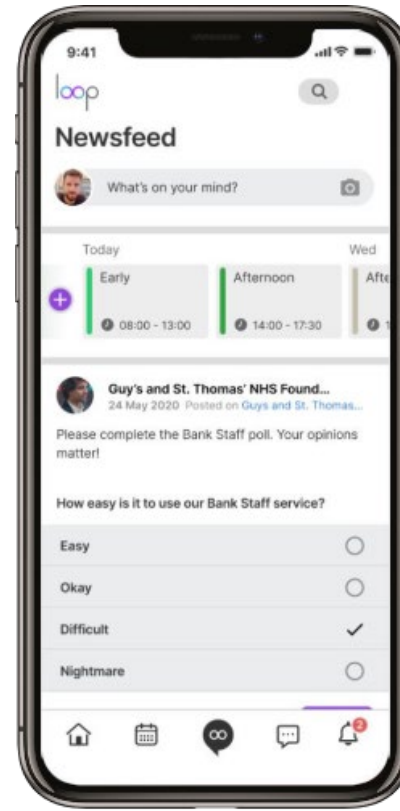 9:41
loop
Newsfeed
What's on your mind?
Today
Wed
Early
Afternoon
Afte
08:00 - 13:00
14:00 - 17:30
1
Guy's and St. Thomas' NHS Found...
24 May 2020 Posted on Guys and St. Thomas...
Please complete the Bank Staff poll. Your opinions
matter!
How easy is it to use our Bank Staff service?
Easy
Okay
Difficult
Nightmare
2